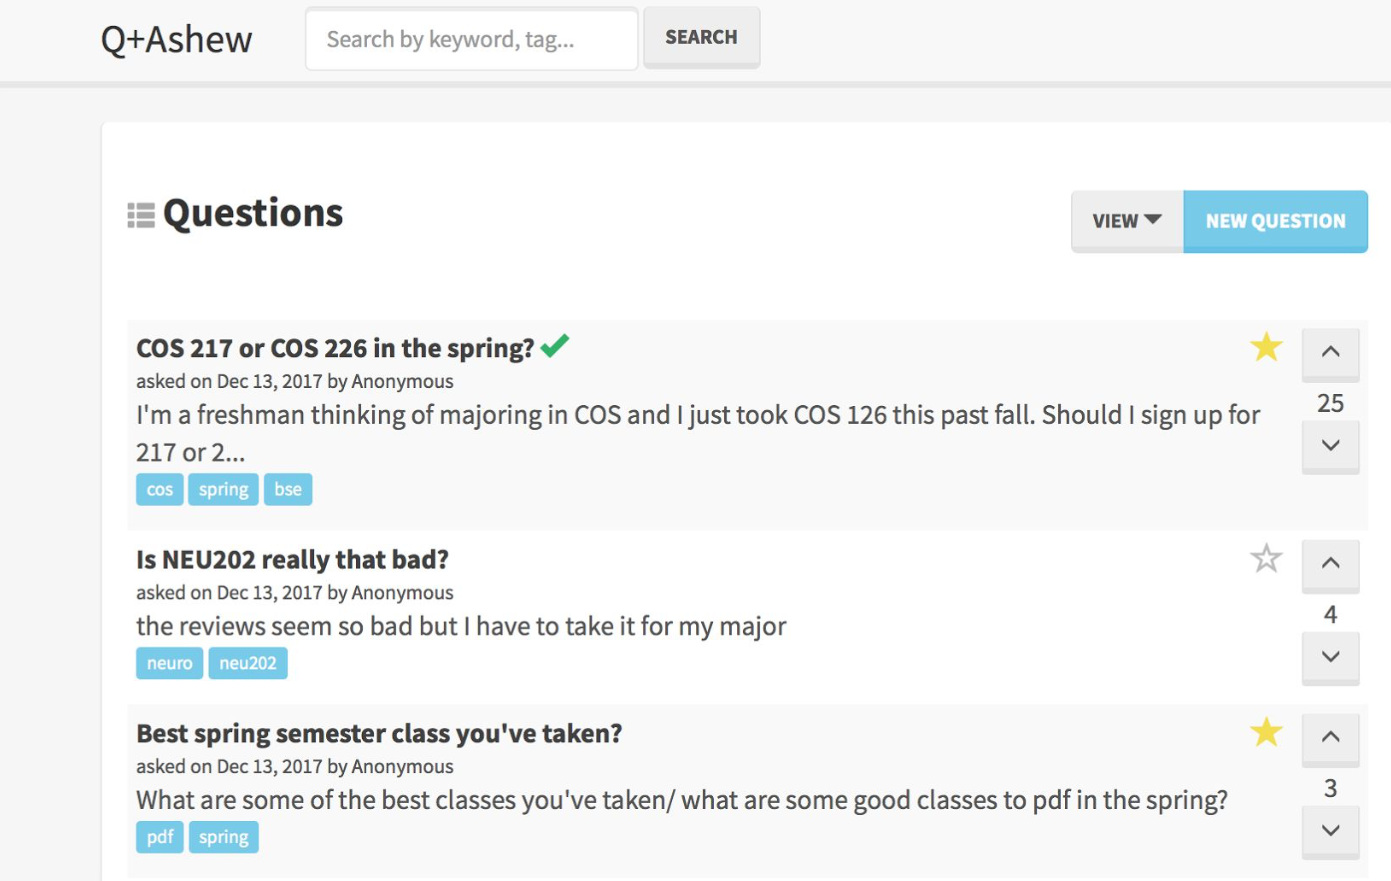 Q+Ashew
Search by keyword, tag...
SEARCH
Questions
VIEW
NEW QUESTION
COS 217 or COS 226 in the spring?
asked on Dec 13, 2017 by Anonymous
I'm a freshman thinking of majoring in COS and I just took COS 126 this past fall. Should I sign up for
217 or 2...
cos spring bse
25
Is NEU202 really that bad?
asked on Dec 13, 2017 by Anonymous
the reviews seem so bad but I have to take it for my major
neuro neu202
4
Best spring semester class you've taken?
asked on Dec 13, 2017 by Anonymous
What are some of the best classes you've taken/ what are some good classes to pdf in the spring?
pdf spring
3